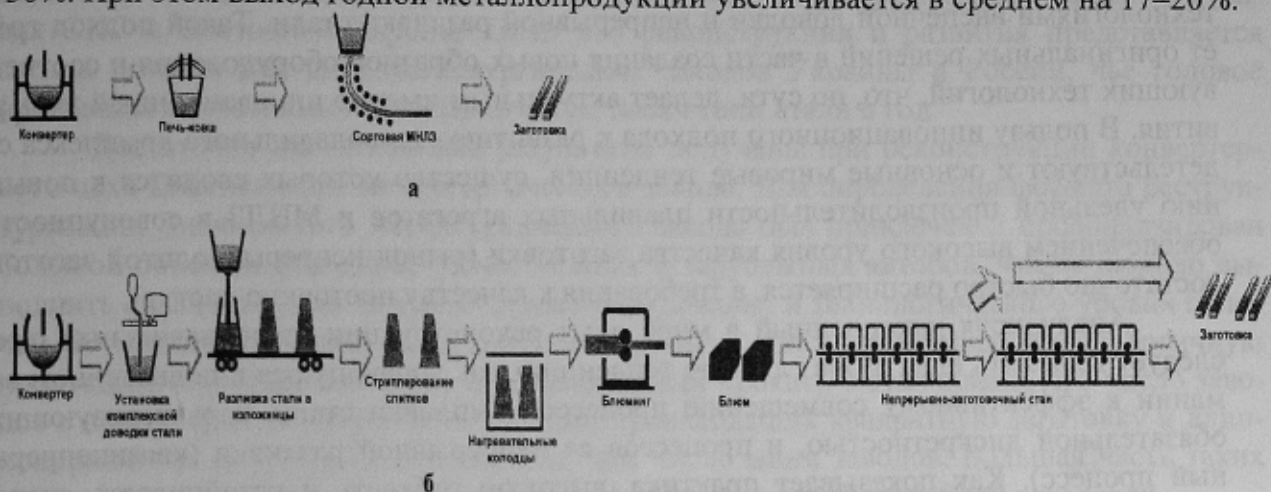 При этом выход годной металлопродукции увеличивается в среднем на 17–20%.
Конвертер
Печь-ковш
Сортовая МНЛЗ
Заготовка
а
Конвертер
Установка
комплексной
доводки стали
Разливка стали в
изложницы
Стрипперование
слитков
Нагревательные
колодцы
Блюминг
Блюм
Непрерывно-заготовочный стан
Заготовка
б